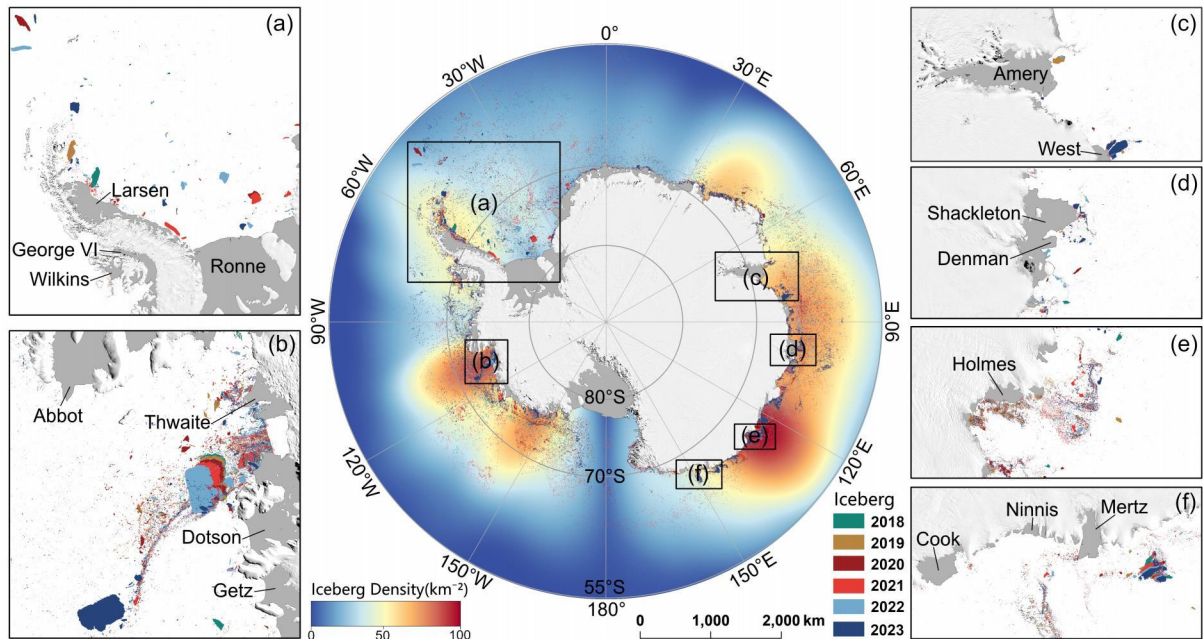 (a)
Larsen
George VI
Wilkins
Ronne
(b)
Abbot
Thwaite
Dotson
Getz
0°
30°W
30°E
60°W
60°E
90°W
90°E
120°W
120°E
150°W
150°E
180°
80°S
70°S
55°S
(a)
(b)
(c)
(d)
(e)
(f)
Iceberg Density(km⁻²)
0 50 100
0 1,000 2,000 km
Iceberg
2018
2019
2020
2021
2022
2023
(c)
Amery
West
(d)
Shackleton
Denman
(e)
Holmes
(f)
Ninnis
Mertz
Cook